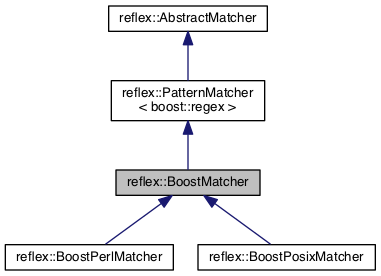 reflex::AbstractMatcher
reflex::PatternMatcher
< boost::regex >
reflex::BoostMatcher
reflex::BoostPerlMatcher
reflex::BoostPosixMatcher